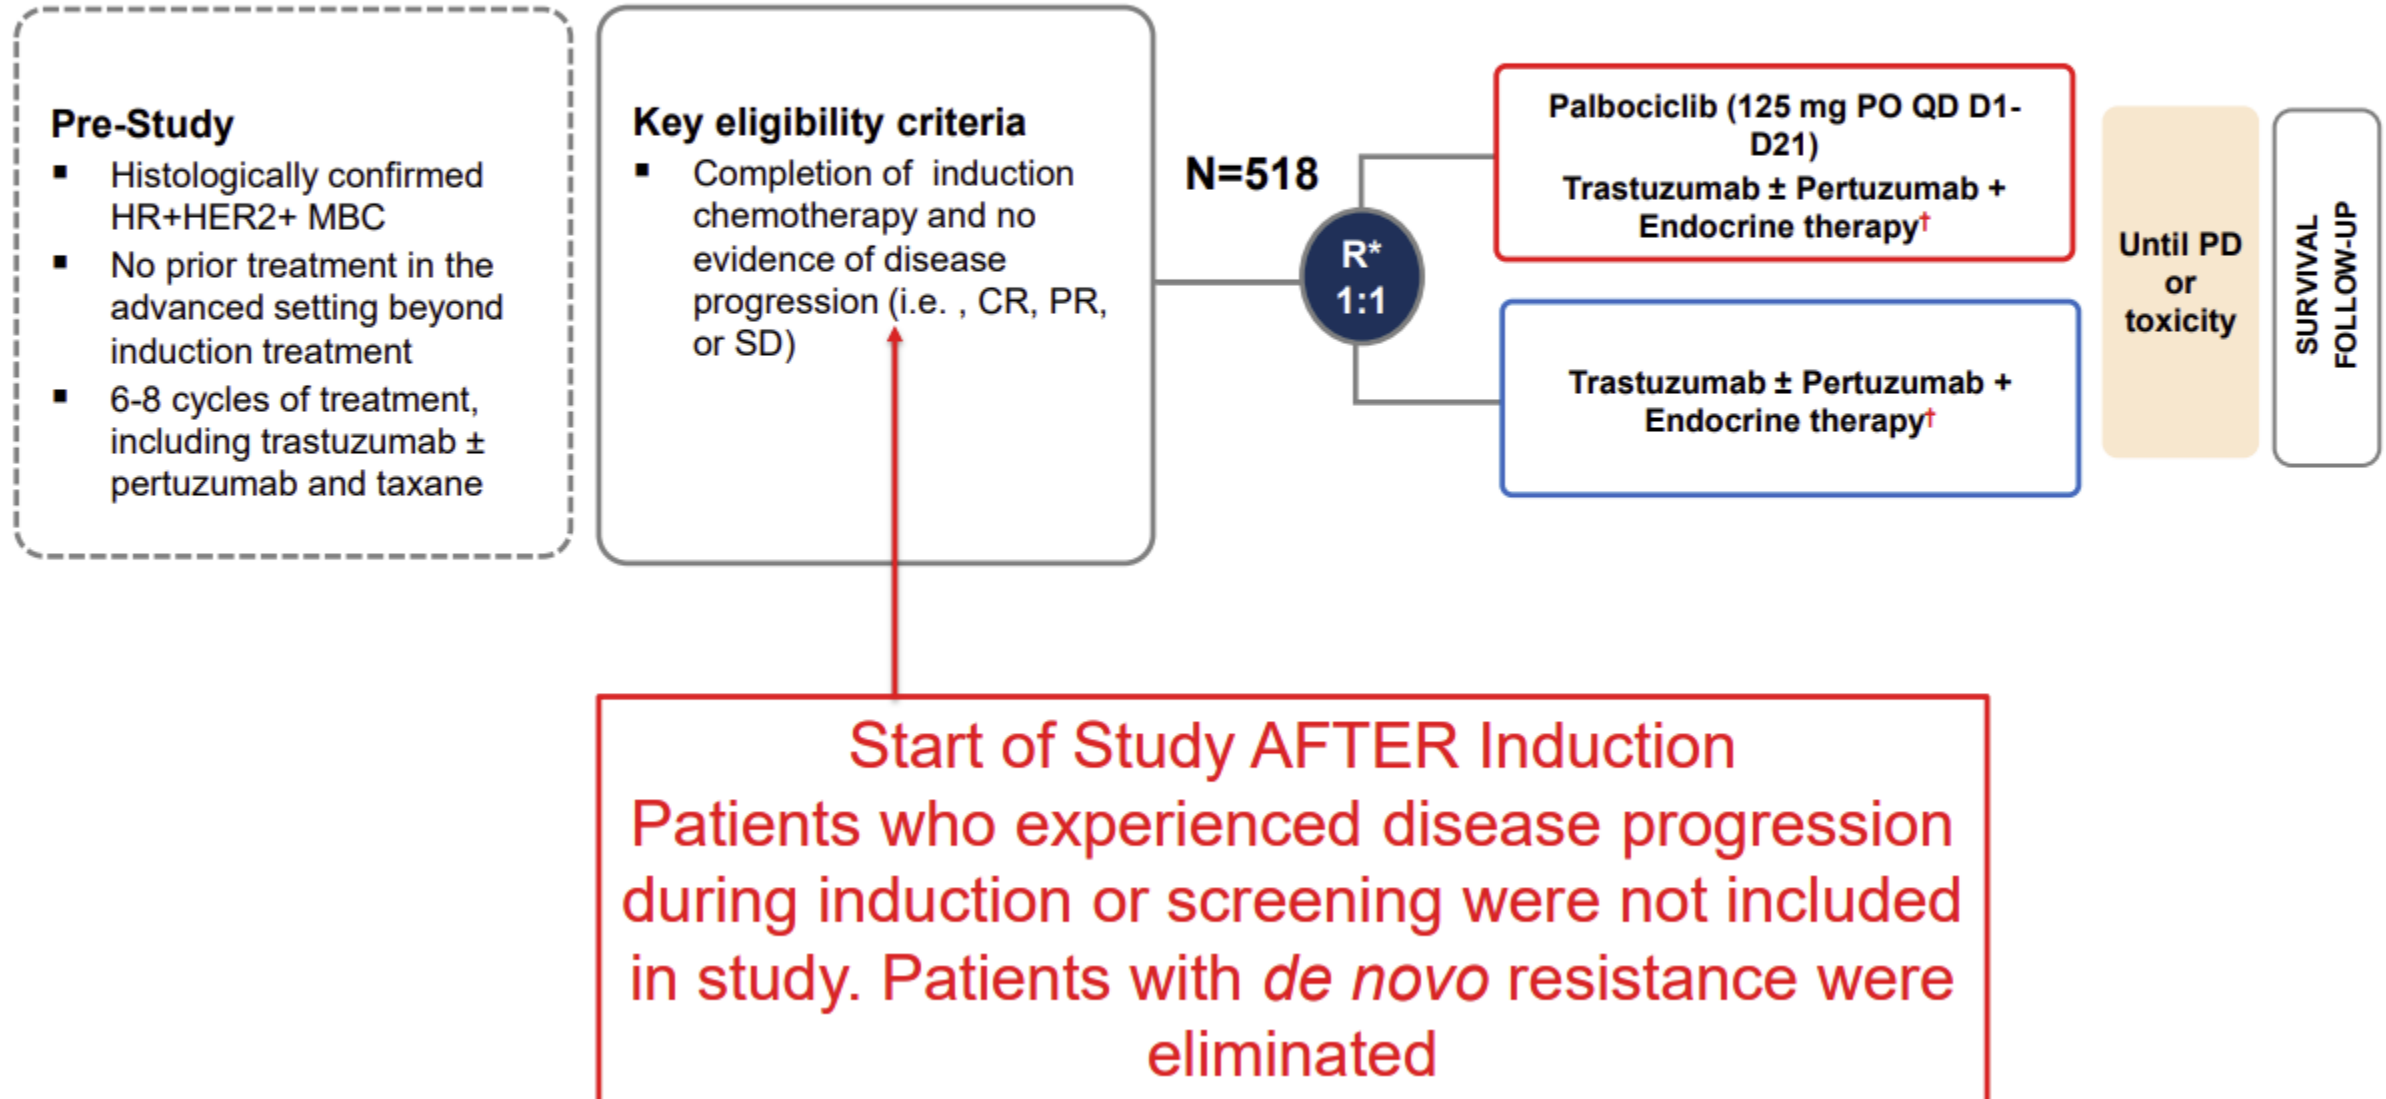 Pre-Study
▪ Histologically confirmed
HR+HER2+ MBC
▪ No prior treatment in the
advanced setting beyond
induction treatment
▪ 6-8 cycles of treatment,
including trastuzumab ±
pertuzumab and taxane
Key eligibility criteria
▪ Completion of induction
chemotherapy and no
evidence of disease
progression (i.e. , CR, PR,
or SD)
N=518
R*
1:1
Palbociclib (125 mg PO QD D1-
D21)
Trastuzumab ± Pertuzumab +
Endocrine therapy†
Trastuzumab ± Pertuzumab +
Endocrine therapy†
Until PD
or
toxicity
SURVIVAL
FOLLOW-UP
Start of Study AFTER Induction
Patients who experienced disease progression
during induction or screening were not included
in study. Patients with de novo resistance were
eliminated